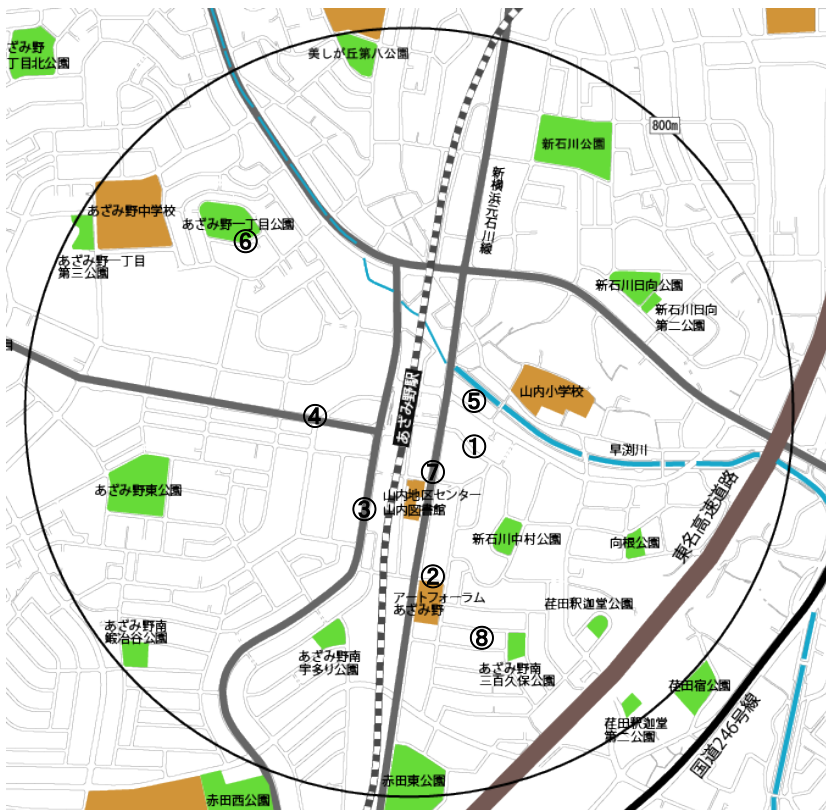 美しが丘第八公園
ざみ野
丁目北公園
800m
新石川公園
新横浜元石川線
あざみ野中学校
あざみ野一丁目公園
⑥
あざみ野一丁目
第三公園
新石川日向公園
新石川日向
第二公園
目
あざみ野駅
山内小学校
⑤
④
①
早渕川
⑦
あざみ野東公園
山内地区センター
山内図書館
③
東名高速道路
新石川中村公園
向根公園
②
アートフォーラム
あざみ野
荏田釈迦堂公園
あざみ野南
鍛冶谷公園
⑧
あざみ野南
宇多り公園
あざみ野南
三百久保公園
荏田宿公園
荏田釈迦堂
第二公園
国道246号線
赤田東公園
赤田西公園